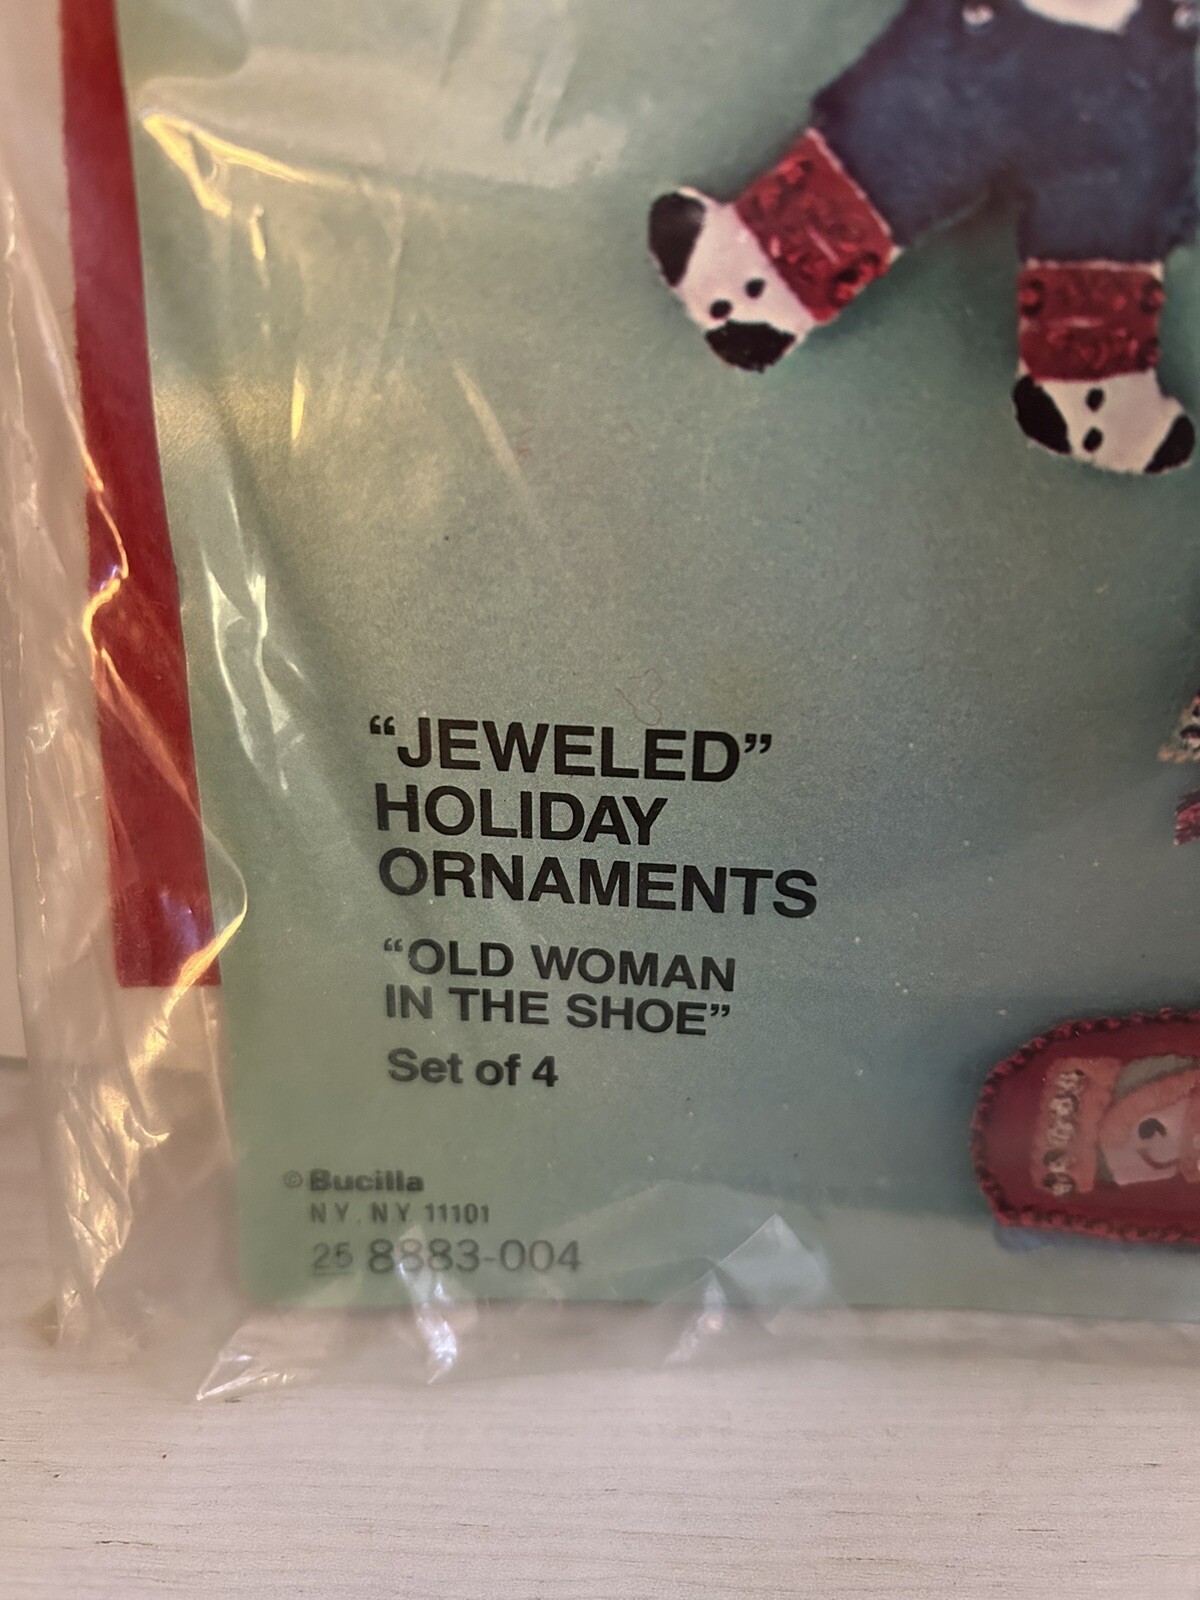 “JEWELED”
HOLIDAY
ORNAMENTS
“OLD WOMAN
IN THE SHOE”
Set of 4
© Bucilla
N Y, N Y 11101
25 8883-004